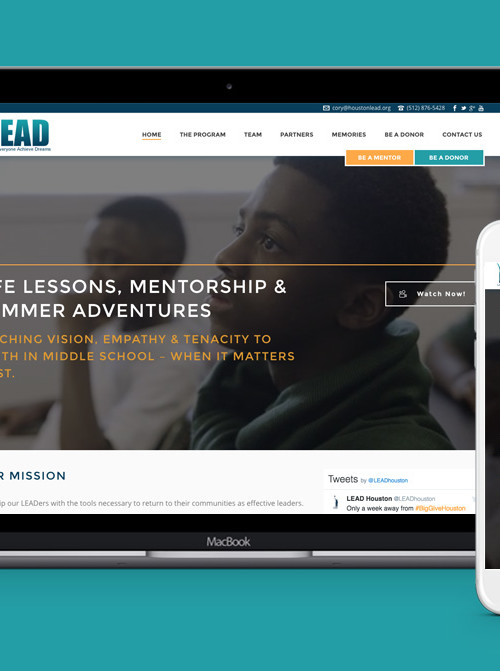 cory@houstonlead.org (512) 876-5428
EAD
veryone Achieve Dreams
HOME THE PROGRAM TEAM PARTNERS MEMORIES BE A DONOR CONTACT US
BE A MENTOR BE A DONOR
FE LESSONS, MENTORSHIP &
MMER ADVENTURES
Watch Now!
CHING VISION, EMPATHY & TENACITY TO
TH IN MIDDLE SCHOOL – WHEN IT MATTERS
ST.
R MISSION
ip our LEADers with the tools necessary to return to their communities as effective leaders.
Tweets by @LEADhouston
LEAD Houston @LEADhouston
Only a week away from #BigGiveHouston
MacBook